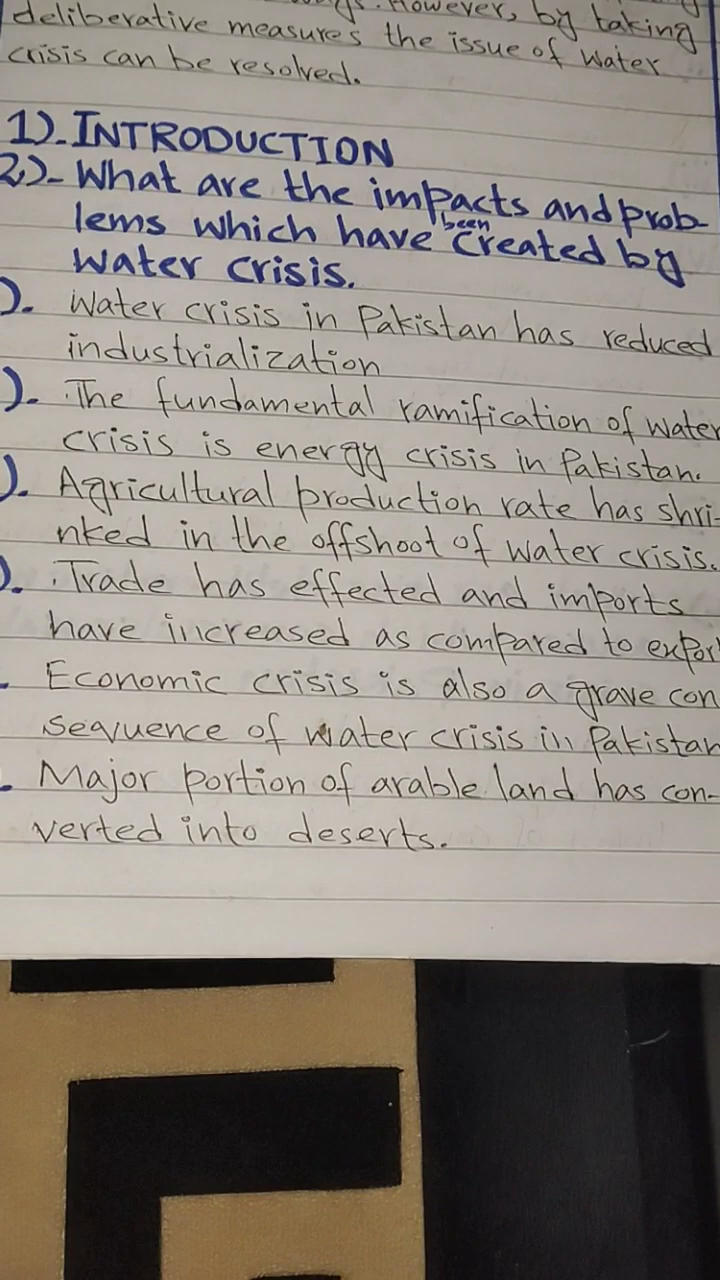 However, by taking
deliberative measures the issue of water
crisis can be resolved.
1). INTRODUCTION
2)- What are the impacts and prob-
lems which have been created by
water crisis.
). Water crisis in Pakistan has reduced
industrialization
). The fundamental ramification of water
crisis is energy crisis in Pakistan.
). Agricultural production rate has shri-
nked in the offshoot of water crisis.
). Trade has effected and imports
have increased as compared to expor
- Economic crisis is also a grave con
sequence of water crisis in Pakistan
. Major portion of arable land has con-
verted into deserts.